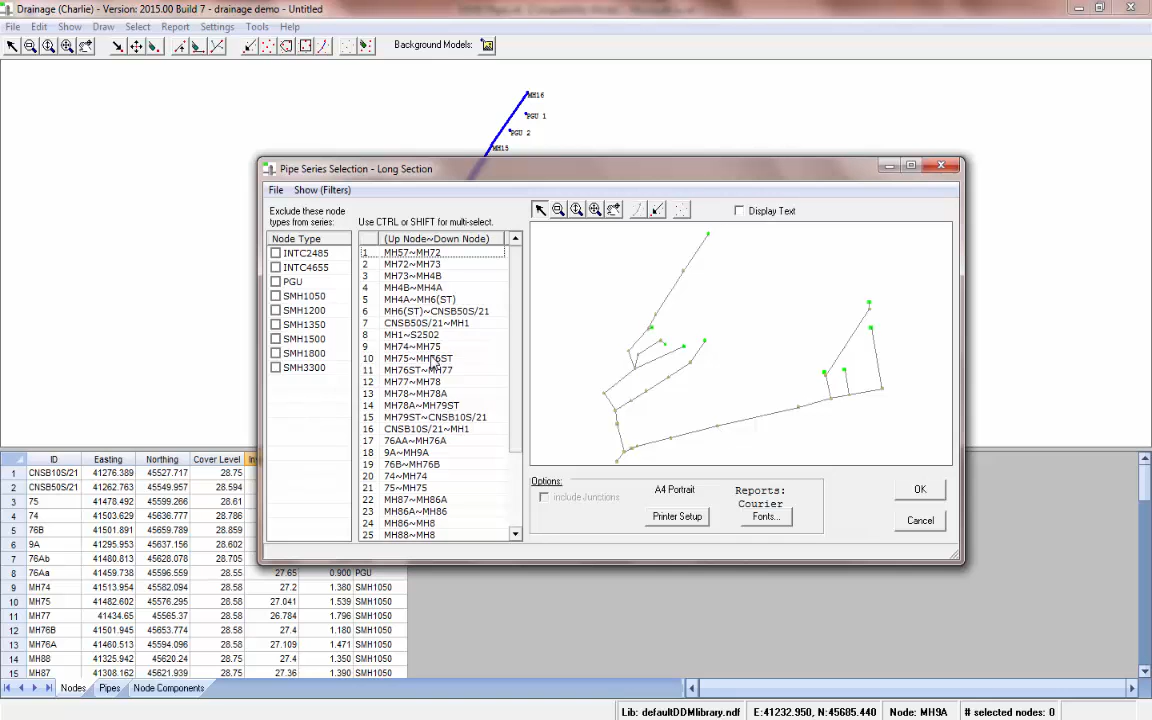 Drainage (Charlie) - Version: 2015.00 Build 7 - drainage demo - Untitled
File Edit Show Draw Select Report Settings Tools Help
Background Models:
MH16
PGU 1
PGU 2
MH15
Pipe Series Selection - Long Section
File Show (Filters)
Exclude these node
types from series:
Node Type
INTC2485
INTC4655
PGU
SMH1050
SMH1200
SMH1350
SMH1500
SMH1800
SMH3300
Use CTRL or SHIFT for multi-select.
(Up Node~Down Node)
1 MH57~MH72
2 MH72~MH73
3 MH73~MH4B
4 MH4B~MH4A
5 MH4A~MH6(ST)
6 MH6(ST)~CNSB50S/21
7 CNSB50S/21~MH1
8 MH1~S2502
9 MH74~MH75
10 MH75~MH76ST
11 MH76ST~MH77
12 MH77~MH78
13 MH78~MH78A
14 MH78A~MH79ST
15 MH79ST~CNSB10S/21
16 CNSB10S/21~MH1
17 76AA~MH76A
18 9A~MH9A
19 76B~MH76B
20 74~MH74
21 75~MH75
22 MH87~MH86A
23 MH86A~MH86
24 MH86~MH8
25 MH88~MH8
Display Text
Options:
include Junctions
A4 Portrait
Printer Setup
Reports:
Courier
Fonts...
OK
Cancel
ID Easting Northing Cover Level
1 CNSB10S/21 41276.389 45527.717 28.75
2 CNSB50S/21 41262.763 45549.957 28.594
3 75 41478.492 45599.266 28.61
4 74 41503.629 45636.777 28.786
5 76B 41501.891 45659.789 28.859
6 9A 41295.953 45637.156 28.602
7 76Ab 41480.813 45628.078 28.705
8 76Aa 41459.738 45596.559 28.55 27.65 0.900 PGU
9 MH74 41513.954 45582.094 28.58 27.2 1.380 SMH1050
10 MH75 41482.602 45576.295 28.58 27.041 1.539 SMH1050
11 MH77 41434.65 45565.37 28.58 26.784 1.796 SMH1050
12 MH76B 41501.945 45653.774 28.58 27.4 1.180 SMH1050
13 MH76A 41460.513 45594.096 28.58 27.109 1.471 SMH1050
14 MH88 41325.942 45620.24 28.75 27.4 1.350 SMH1050
15 MH87 41308.162 45621.939 28.75 27.36 1.390 SMH1050
Nodes Pipes Node Components
Lib: defaultDDMlibrary.ndf E:41232.950, N:45685.440 Node: MH9A # selected nodes: 0